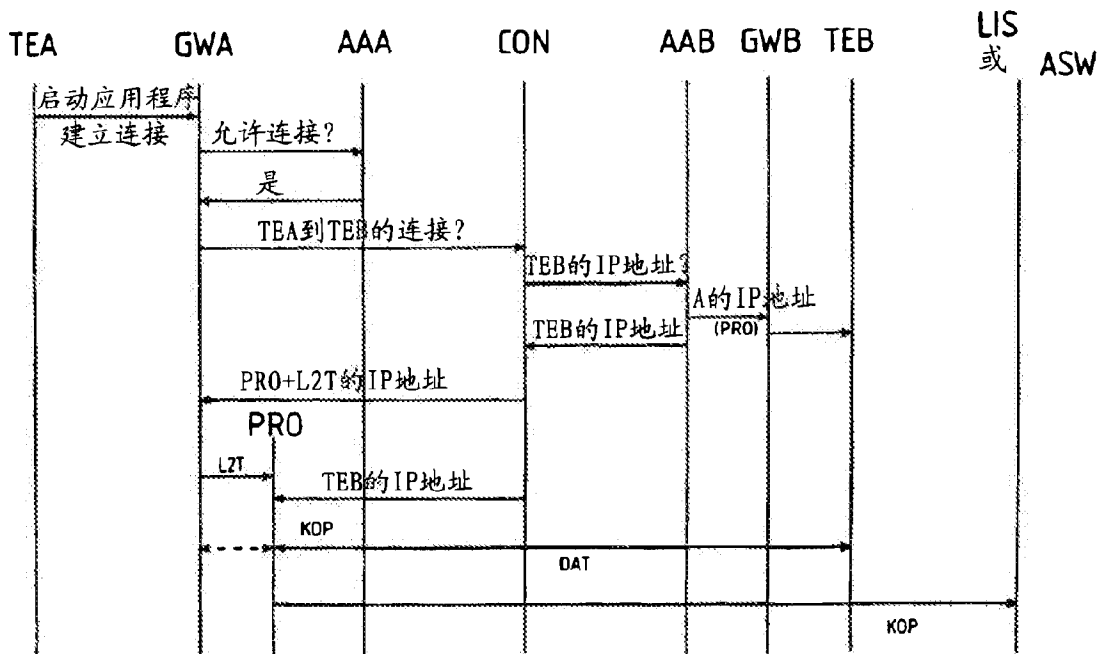 TEA GWA AAA CON AAB GWB TEB LIS
或 ASW
启动应用程序
建立连接
允许连接?
是
TEA到TEB的连接?
TEB的IP地址?
A的IP地址
(PRO)
TEB的IP地址
PRO+L2T的IP地址
PRO
L2T
TEB的IP地址
KOP
DAT
KOP